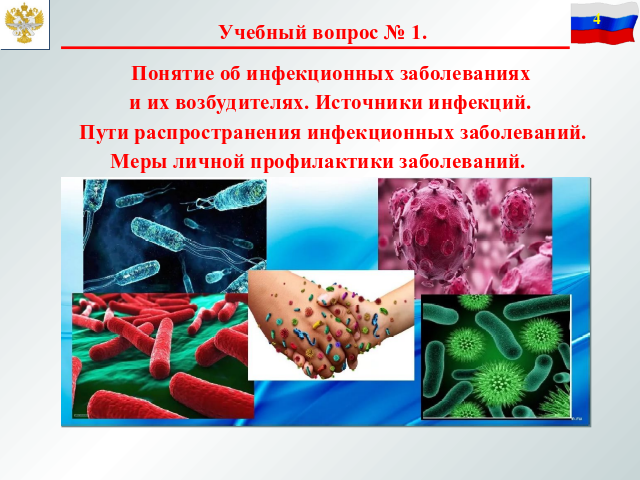 4
Учебный вопрос № 1.
Понятие об инфекционных заболеваниях
и их возбудителях. Источники инфекций.
Пути распространения инфекционных заболеваний.
Меры личной профилактики заболеваний.